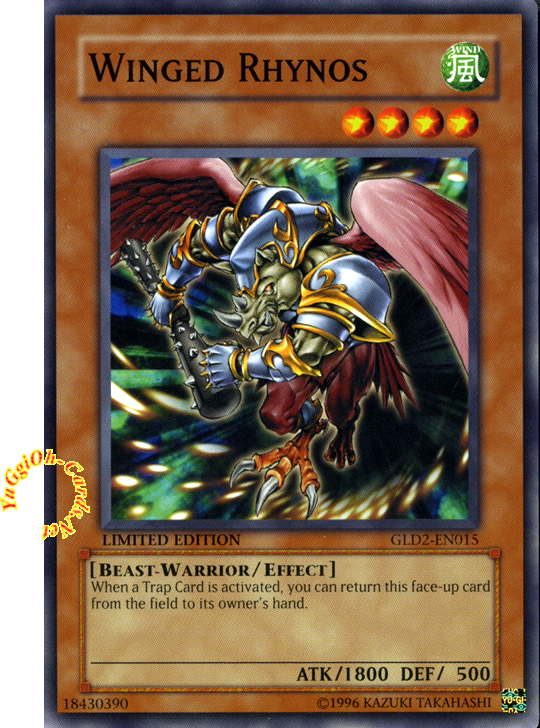 WINGED RHYNOS
WIND
風
YuGgiOh-Cards.Net
LIMITED EDITION GLD2-EN015
[BEAST-WARRIOR/EFFECT]
When a Trap Card is activated, you can return this face-up card
from the field to its owner's hand.
ATK/1800 DEF/ 500
18430390 ©1996 KAZUKI TAKAHASHI